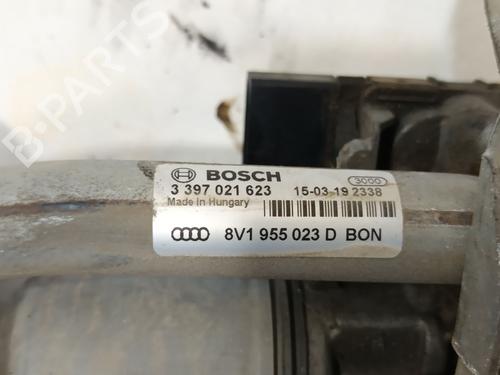 B-PARTS
BOSCH 3000
3 397 021 623 15-03-19 2338
Made in Hungary
8V1 955 023 D BON